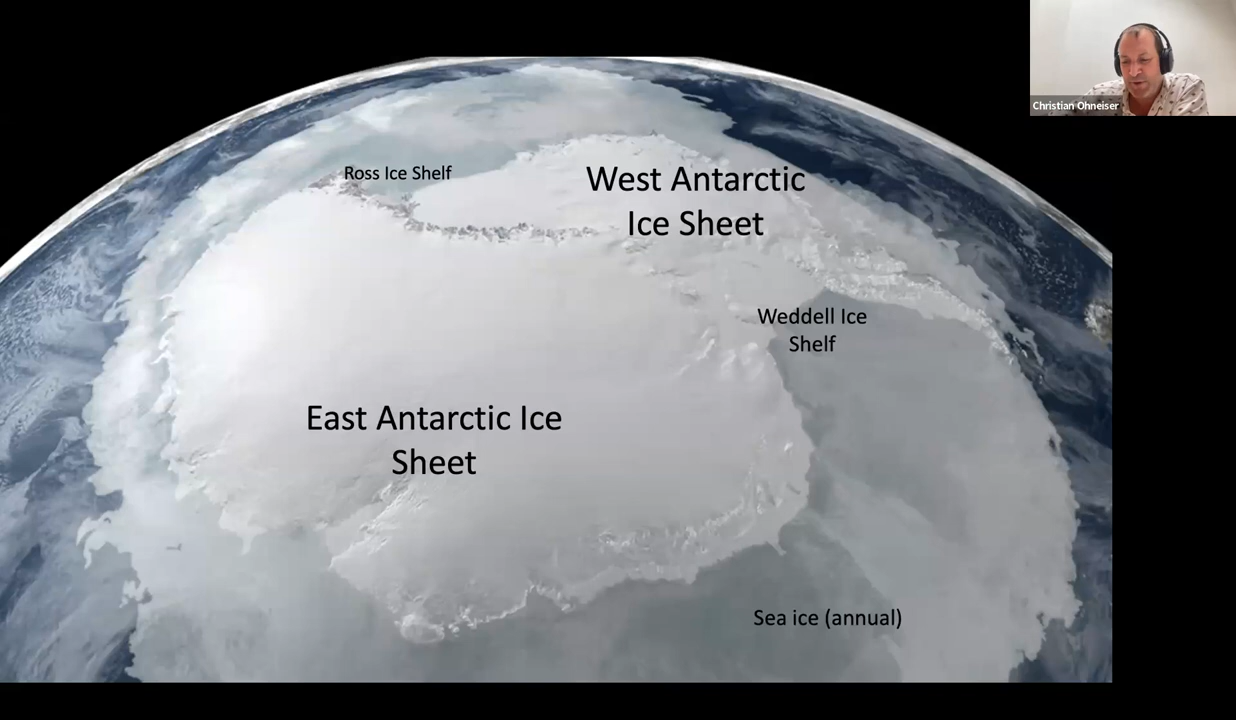 Christian Ohneiser
Ross Ice Shelf
West Antarctic
Ice Sheet
Weddell Ice
Shelf
East Antarctic Ice
Sheet
Sea ice (annual)